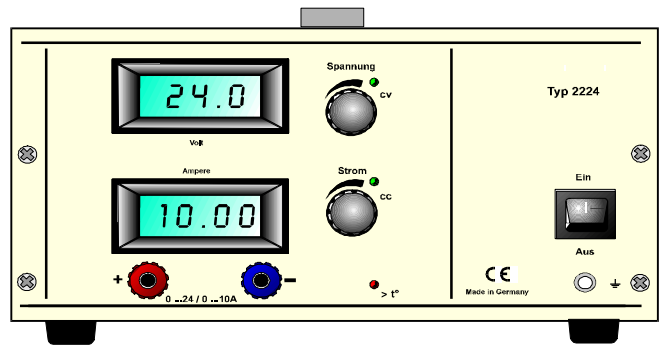 Spannung
24.0
CV
Typ 2224
Volt
Ampere
Strom
Ein
10.00
CC
Aus
+
−
0 ...24 / 0 ...10A
> t°
CE
Made in Germany